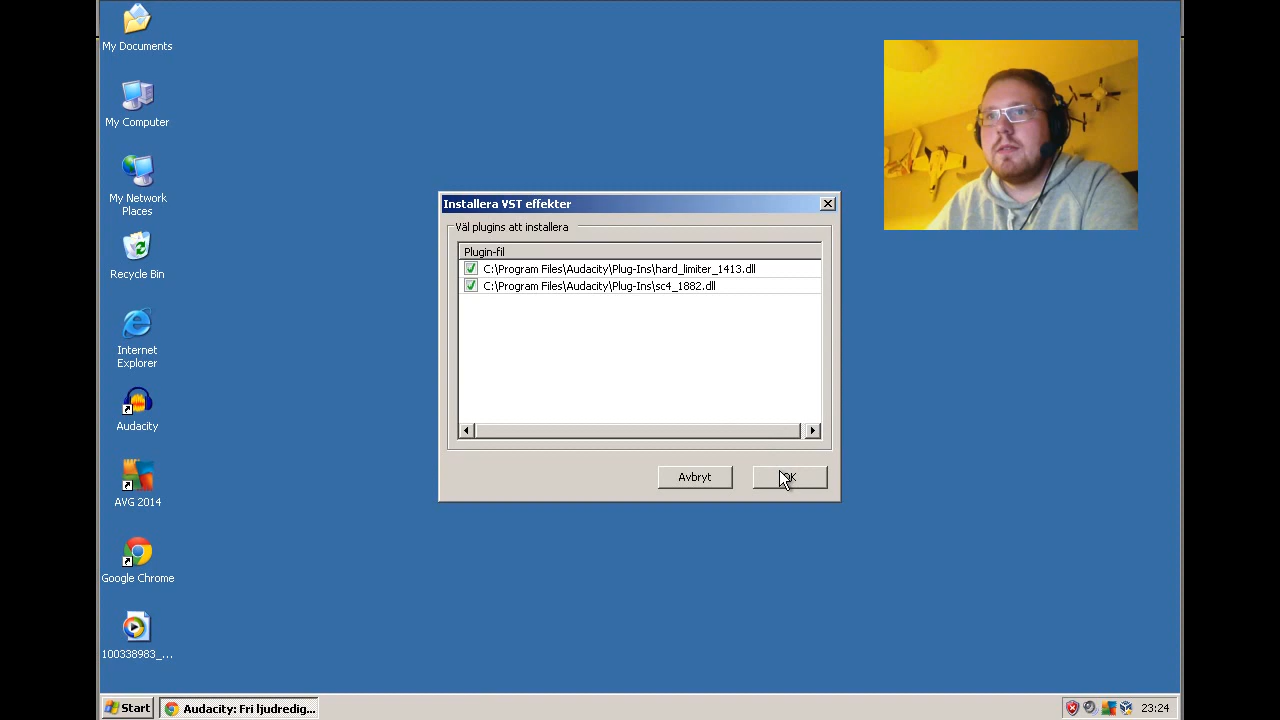 My Documents
My Computer
My Network
Places
Recycle Bin
Internet
Explorer
Audacity
AVG 2014
Google Chrome
100338983_...
Installera VST effekter
Väl plugins att installera
Plugin-fil
C:\Program Files\Audacity\Plug-Ins\hard_limiter_1413.dll
C:\Program Files\Audacity\Plug-Ins\sc4_1882.dll
Avbryt
OK
Start
Audacity: Fri ljudredig...
23:24